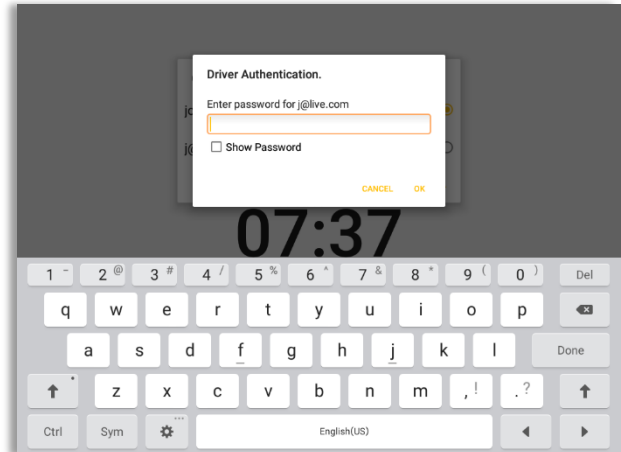 Driver Authentication.
Enter password for j@live.com
Show Password
CANCEL OK
07:37
1 - 2 @ 3 # 4 / 5 % 6 ^ 7 & 8 * 9 ( 0 ) Del
q w e r t y u i o p
a s d f g h j k l Done
z x c v b n m , ! . ?
Ctrl Sym English(US)